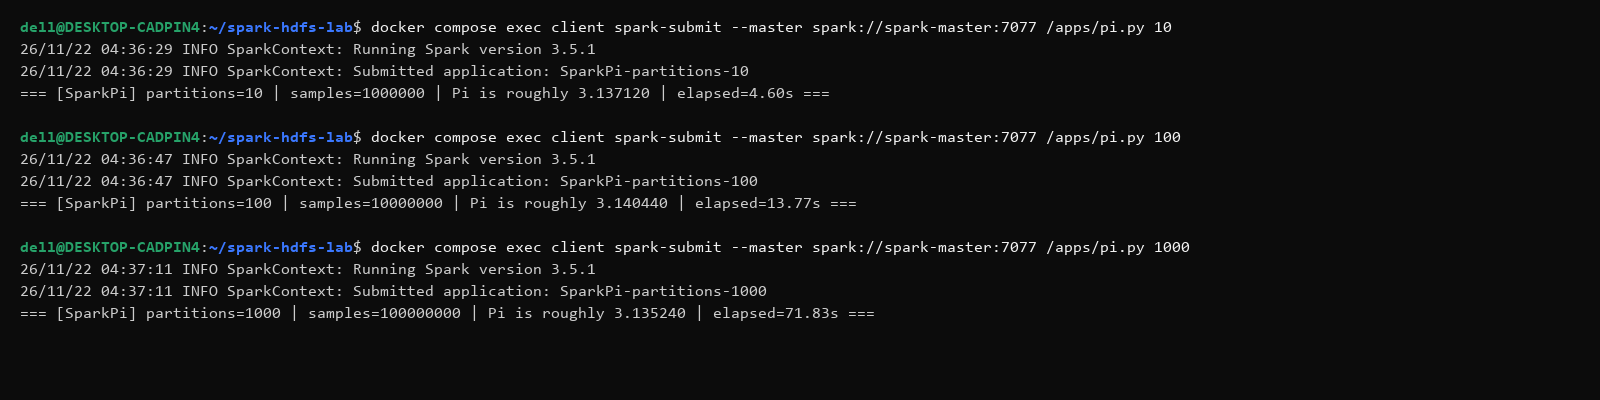 dell@DESKTOP-CADPIN4:~/spark-hdfs-lab$ docker compose exec client spark-submit --master spark://spark-master:7077 /apps/pi.py 10
26/11/22 04:36:29 INFO SparkContext: Running Spark version 3.5.1
26/11/22 04:36:29 INFO SparkContext: Submitted application: SparkPi-partitions-10
=== [SparkPi] partitions=10 | samples=1000000 | Pi is roughly 3.137120 | elapsed=4.60s ===
dell@DESKTOP-CADPIN4:~/spark-hdfs-lab$ docker compose exec client spark-submit --master spark://spark-master:7077 /apps/pi.py 100
26/11/22 04:36:47 INFO SparkContext: Running Spark version 3.5.1
26/11/22 04:36:47 INFO SparkContext: Submitted application: SparkPi-partitions-100
=== [SparkPi] partitions=100 | samples=10000000 | Pi is roughly 3.140440 | elapsed=13.77s ===
dell@DESKTOP-CADPIN4:~/spark-hdfs-lab$ docker compose exec client spark-submit --master spark://spark-master:7077 /apps/pi.py 1000
26/11/22 04:37:11 INFO SparkContext: Running Spark version 3.5.1
26/11/22 04:37:11 INFO SparkContext: Submitted application: SparkPi-partitions-1000
=== [SparkPi] partitions=1000 | samples=100000000 | Pi is roughly 3.135240 | elapsed=71.83s ===